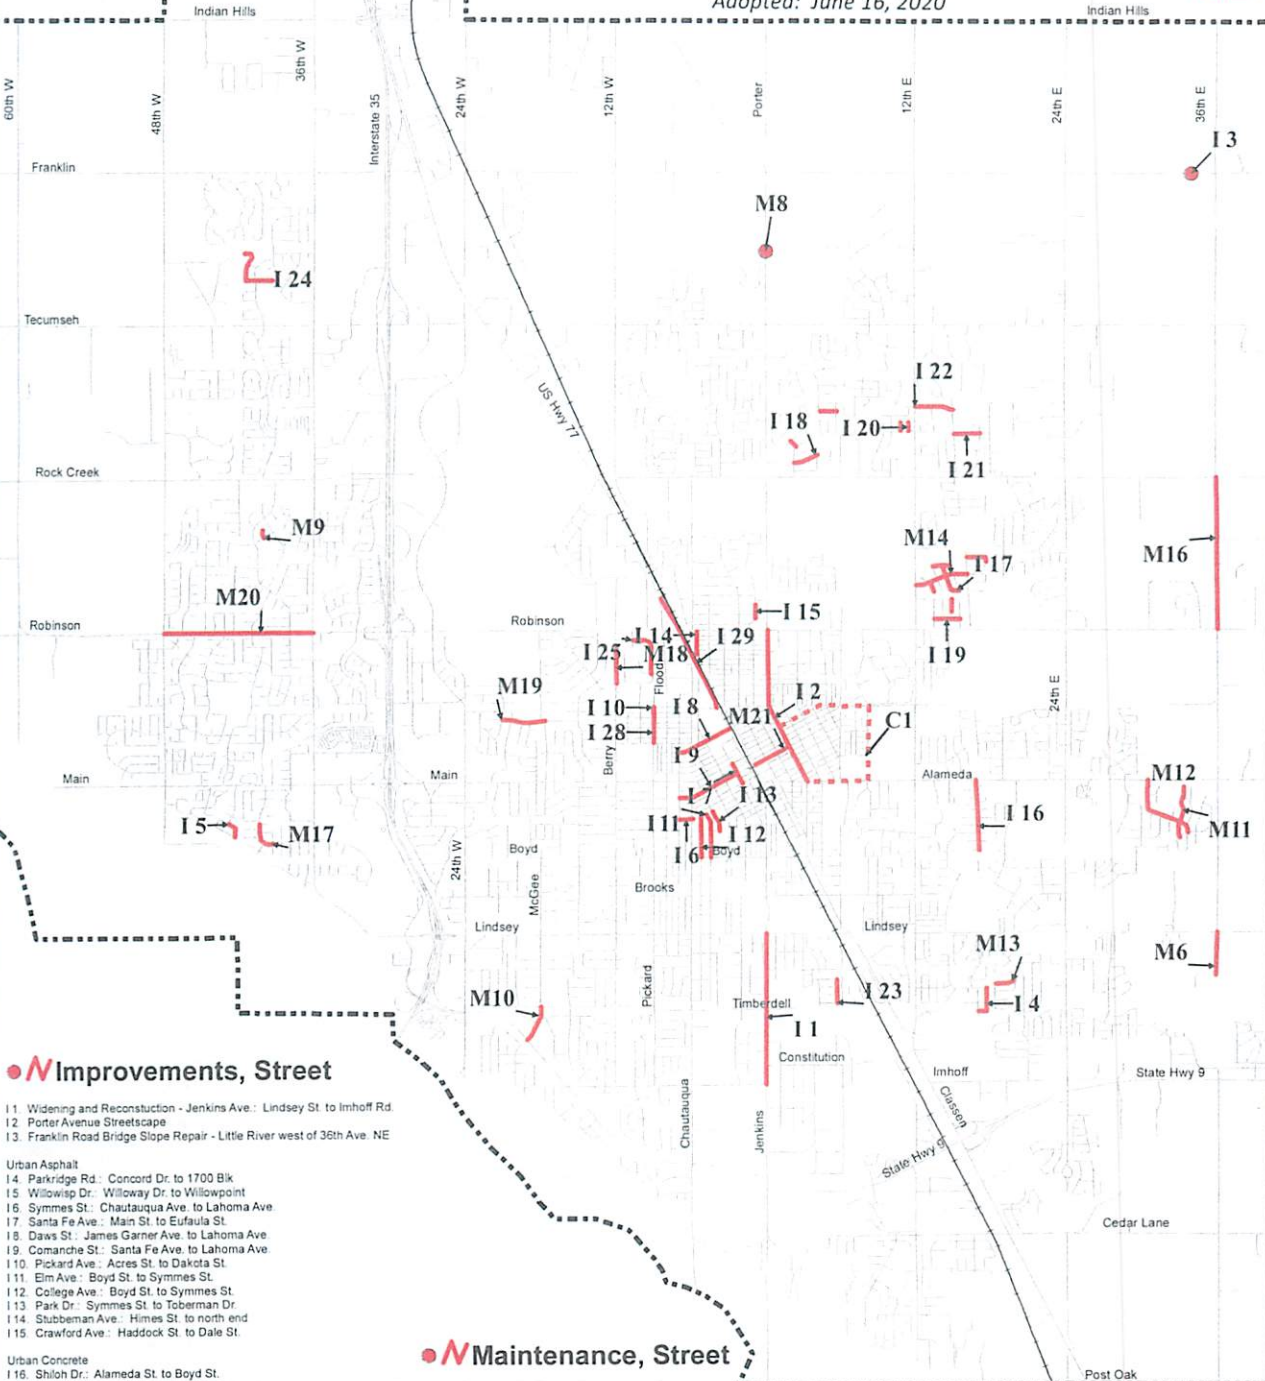 Adopted: June 16, 2020
Indian Hills
Indian Hills
60th W
48th W
36th W
Interstate 35
24th W
12th W
Porter
12th E
24th E
36th E
Franklin
I 3
M8
I 24
Tecumseh
US Hwy 77
I 22
I 18
I 20
I 21
Rock Creek
M9
M14
I 17
M16
M20
Robinson
Robinson
I 15
I 14
I 29
I 25
M18
Flood
I 19
24th E
M19
I 10
I 8
I 2
M21
C1
I 28
Berry
I 9
Main
Main
Alameda
M12
I 7
I 13
I 5
M17
I 11
I 12
I 16
M11
I 6
Boyd
Boyd
24th W
McGee
Brooks
Lindsey
Lindsey
M13
M6
Pickard
M10
Timberdell
I 23
I 4
I 1
Constitution
Imhoff
State Hwy 9
Classen
Chautauqua
Jenkins
State Hwy 9
Cedar Lane
Post Oak
Improvements, Street
I 1. Widening and Reconstuction - Jenkins Ave.: Lindsey St. to Imhoff Rd.
I 2. Porter Avenue Streetscape
I 3. Franklin Road Bridge Slope Repair - Little River west of 36th Ave. NE
Urban Asphalt
I 4. Parkridge Rd.: Concord Dr. to 1700 Blk
I 5. Willowisp Dr.: Willoway Dr. to Willowpoint
I 6. Symmes St.: Chautauqua Ave. to Lahoma Ave.
I 7. Santa Fe Ave.: Main St. to Eufaula St.
I 8. Daws St.: James Garner Ave. to Lahoma Ave.
I 9. Comanche St.: Santa Fe Ave. to Lahoma Ave.
I 10. Pickard Ave.: Acres St. to Dakota St.
I 11. Elm Ave.: Boyd St. to Symmes St.
I 12. College Ave.: Boyd St. to Symmes St.
I 13. Park Dr.: Symmes St. to Toberman Dr.
I 14. Stubbeman Ave.: Himes St. to north end
I 15. Crawford Ave.: Haddock St. to Dale St.
Urban Concrete
I 16. Shiloh Dr.: Alameda St. to Boyd St.
Maintenance, Street